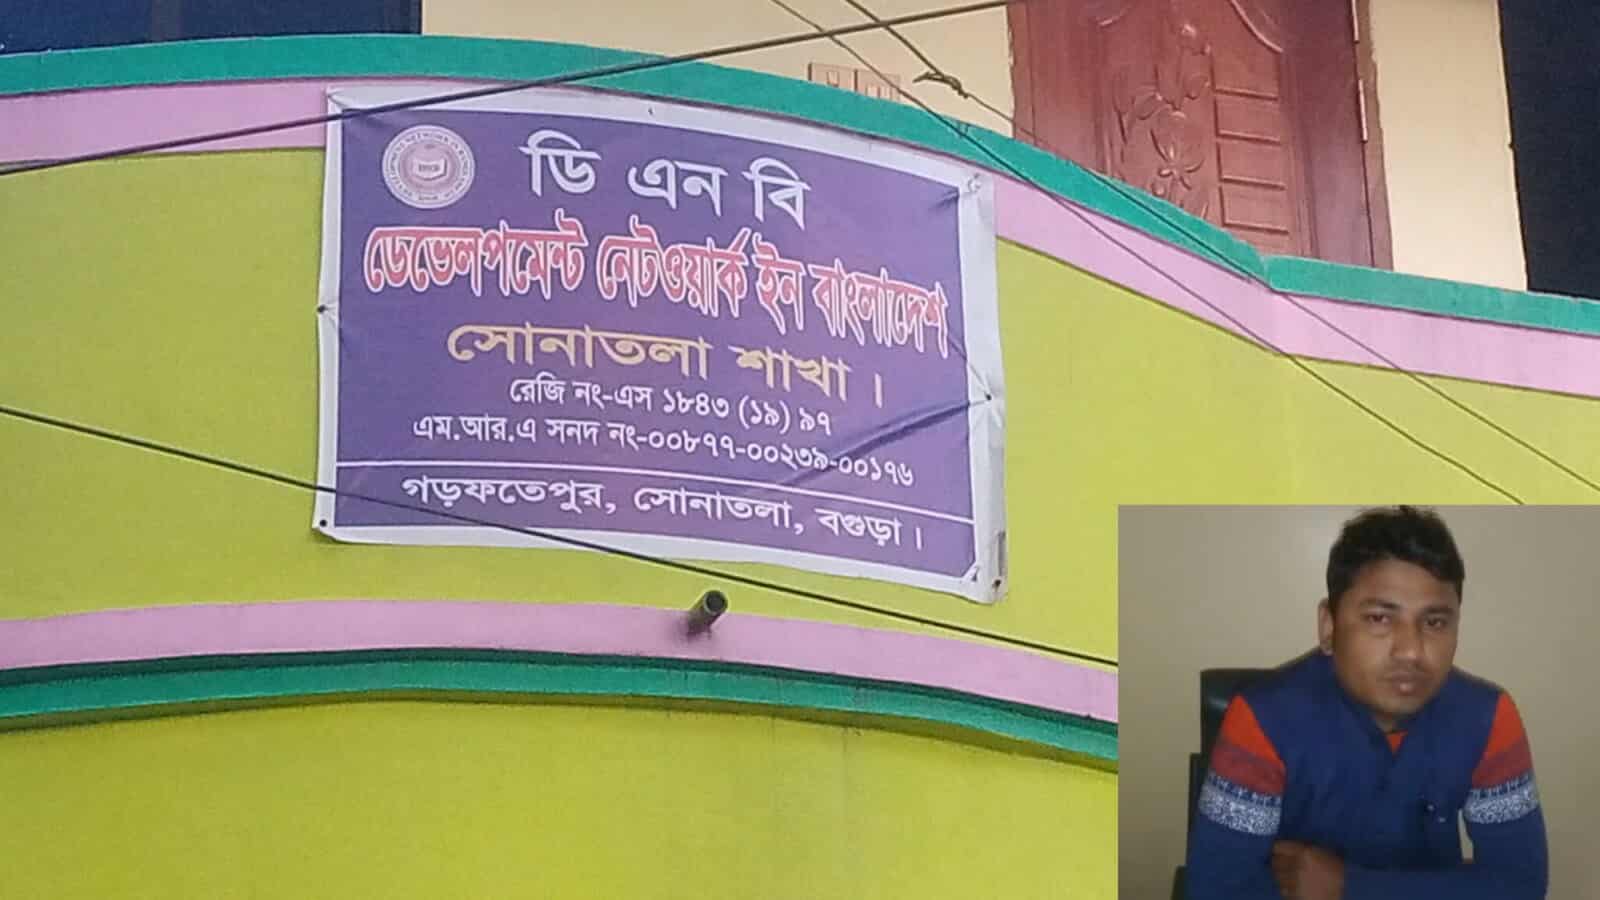 ডি এন বি
ডেভেলপমেন্ট নেটওয়ার্ক ইন বাংলাদেশ
সোনাতলা শাখা।
রেজি নং-এস ১৮৪৩ (১৯) ৯৭
এম.আর.এ সনদ নং-০০৮৭৭-০০২৩৯-০০১৭৬
গড়ফতেপুর, সোনাতলা, বগুড়া।